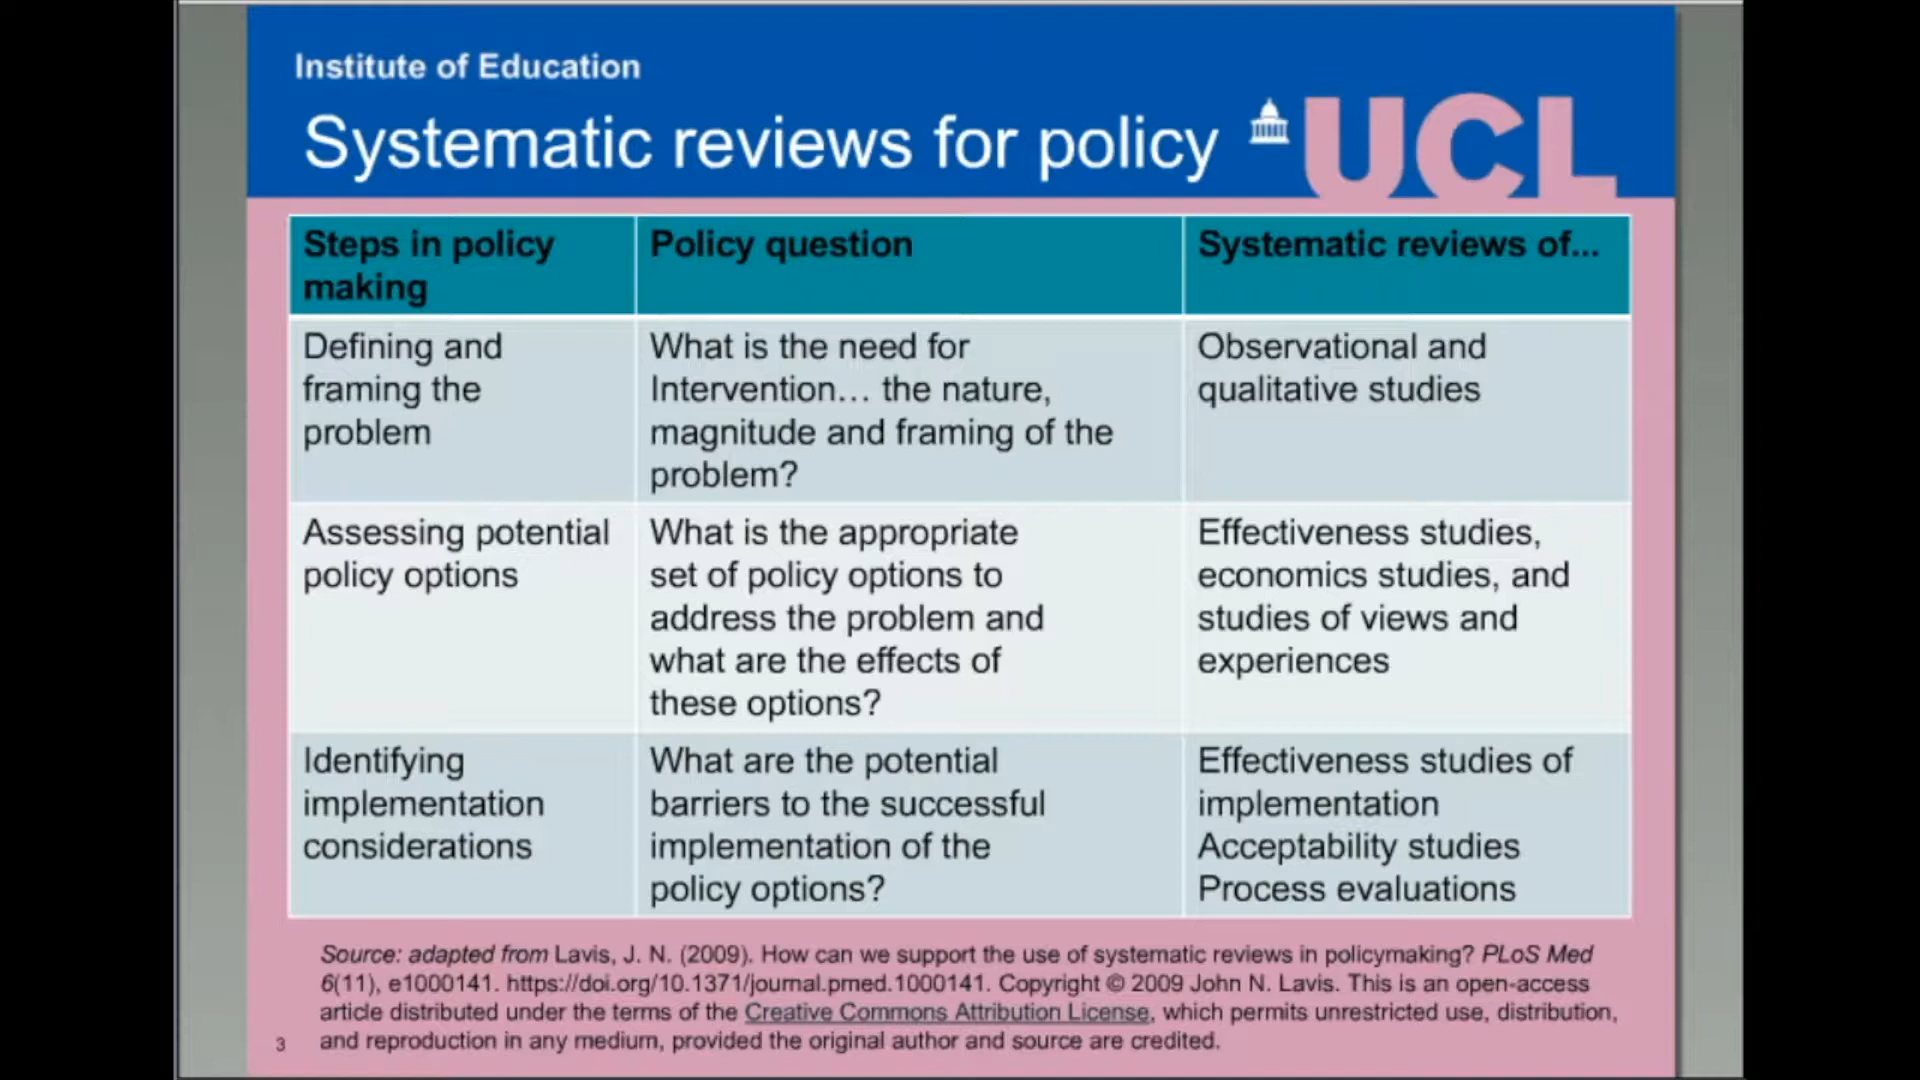 Institute of Education
Systematic reviews for policy
UCL
Steps in policy
making
Policy question
Systematic reviews of...
Defining and
framing the
problem
What is the need for
Intervention… the nature,
magnitude and framing of the
problem?
Observational and
qualitative studies
Assessing potential
policy options
What is the appropriate
set of policy options to
address the problem and
what are the effects of
these options?
Effectiveness studies,
economics studies, and
studies of views and
experiences
Identifying
implementation
considerations
What are the potential
barriers to the successful
implementation of the
policy options?
Effectiveness studies of
implementation
Acceptability studies
Process evaluations
Source: adapted from Lavis, J. N. (2009). How can we support the use of systematic reviews in policymaking? PLoS Med
6(11), e1000141. https://doi.org/10.1371/journal.pmed.1000141. Copyright © 2009 John N. Lavis. This is an open-access
article distributed under the terms of the Creative Commons Attribution License, which permits unrestricted use, distribution,
and reproduction in any medium, provided the original author and source are credited.
3